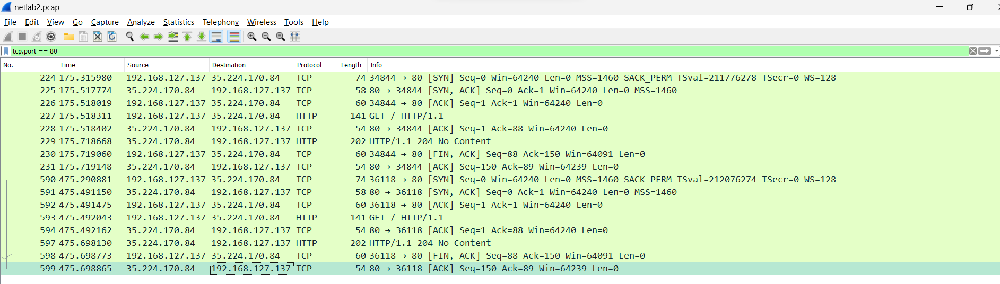 netlab2.pcap
File Edit View Go Capture Analyze Statistics Telephony Wireless Tools Help
tcp.port == 80
No. Time Source Destination Protocol Length Info
224 175.315980 192.168.127.137 35.224.170.84 TCP 74 34844 → 80 [SYN] Seq=0 Win=64240 Len=0 MSS=1460 SACK_PERM TSval=211776278 TSecr=0 WS=128
225 175.517774 35.224.170.84 192.168.127.137 TCP 58 80 → 34844 [SYN, ACK] Seq=0 Ack=1 Win=64240 Len=0 MSS=1460
226 175.518019 192.168.127.137 35.224.170.84 TCP 60 34844 → 80 [ACK] Seq=1 Ack=1 Win=64240 Len=0
227 175.518311 192.168.127.137 35.224.170.84 HTTP 141 GET / HTTP/1.1
228 175.518402 35.224.170.84 192.168.127.137 TCP 54 80 → 34844 [ACK] Seq=1 Ack=88 Win=64240 Len=0
229 175.718668 35.224.170.84 192.168.127.137 HTTP 202 HTTP/1.1 204 No Content
230 175.719060 192.168.127.137 35.224.170.84 TCP 60 34844 → 80 [FIN, ACK] Seq=88 Ack=150 Win=64091 Len=0
231 175.719148 35.224.170.84 192.168.127.137 TCP 54 80 → 34844 [ACK] Seq=150 Ack=89 Win=64239 Len=0
590 475.290881 192.168.127.137 35.224.170.84 TCP 74 36118 → 80 [SYN] Seq=0 Win=64240 Len=0 MSS=1460 SACK_PERM TSval=212076274 TSecr=0 WS=128
591 475.491150 35.224.170.84 192.168.127.137 TCP 58 80 → 36118 [SYN, ACK] Seq=0 Ack=1 Win=64240 Len=0 MSS=1460
592 475.491475 192.168.127.137 35.224.170.84 TCP 60 36118 → 80 [ACK] Seq=1 Ack=1 Win=64240 Len=0
593 475.492043 192.168.127.137 35.224.170.84 HTTP 141 GET / HTTP/1.1
594 475.492162 35.224.170.84 192.168.127.137 TCP 54 80 → 36118 [ACK] Seq=1 Ack=88 Win=64240 Len=0
597 475.698130 35.224.170.84 192.168.127.137 HTTP 202 HTTP/1.1 204 No Content
598 475.698773 192.168.127.137 35.224.170.84 TCP 60 36118 → 80 [FIN, ACK] Seq=88 Ack=150 Win=64091 Len=0
599 475.698865 35.224.170.84 192.168.127.137 TCP 54 80 → 36118 [ACK] Seq=150 Ack=89 Win=64239 Len=0